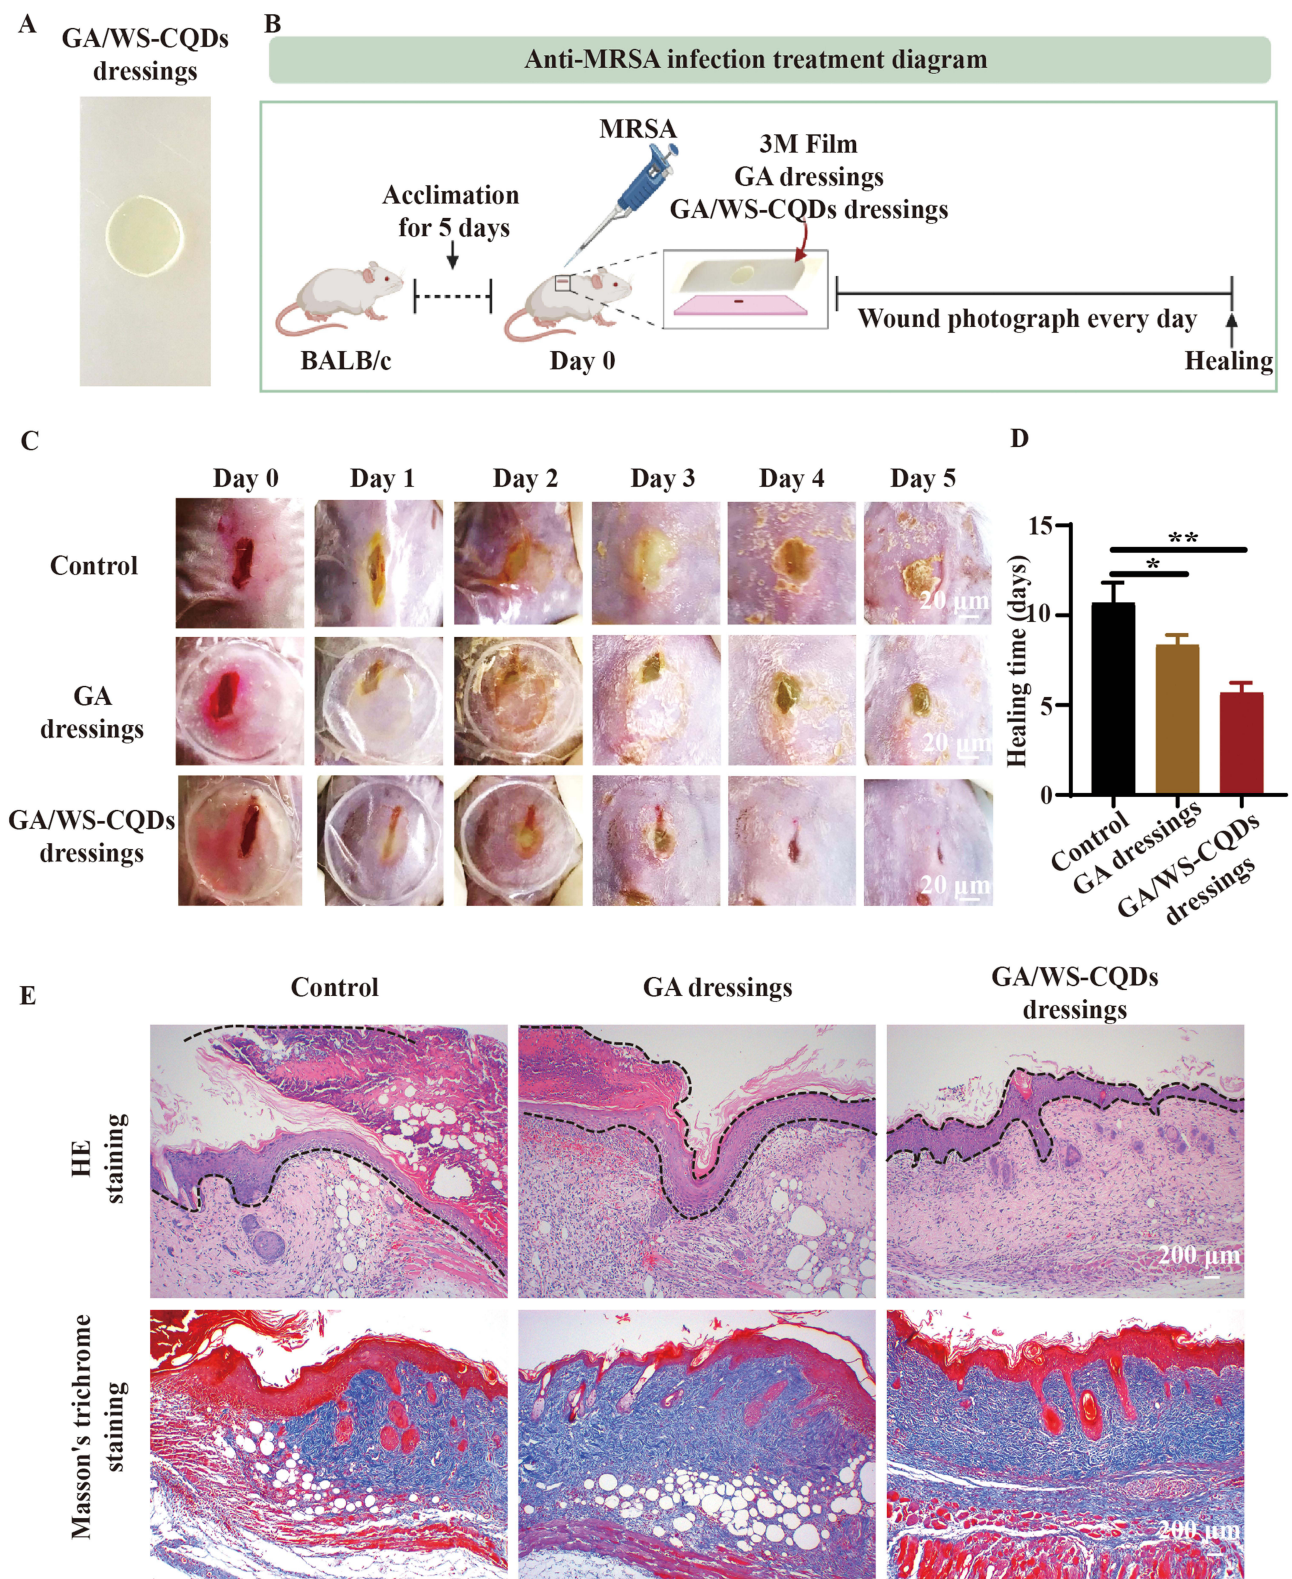 A
GA/WS-CQDs
dressings
B
Anti-MRSA infection treatment diagram
MRSA
3M Film
GA dressings
GA/WS-CQDs dressings
Acclimation
for 5 days
BALB/c
Day 0
Wound photograph every day
Healing
C
Day 0
Day 1
Day 2
Day 3
Day 4
Day 5
Control
20 µm
GA
dressings
20 µm
GA/WS-CQDs
dressings
20 µm
D
Healing time (days)
15
10
5
0
**
*
Control
GA dressings
GA/WS-CQDs
dressings
E
Control
GA dressings
GA/WS-CQDs
dressings
HE
staining
200 µm
Masson's trichrome
staining
200 µm